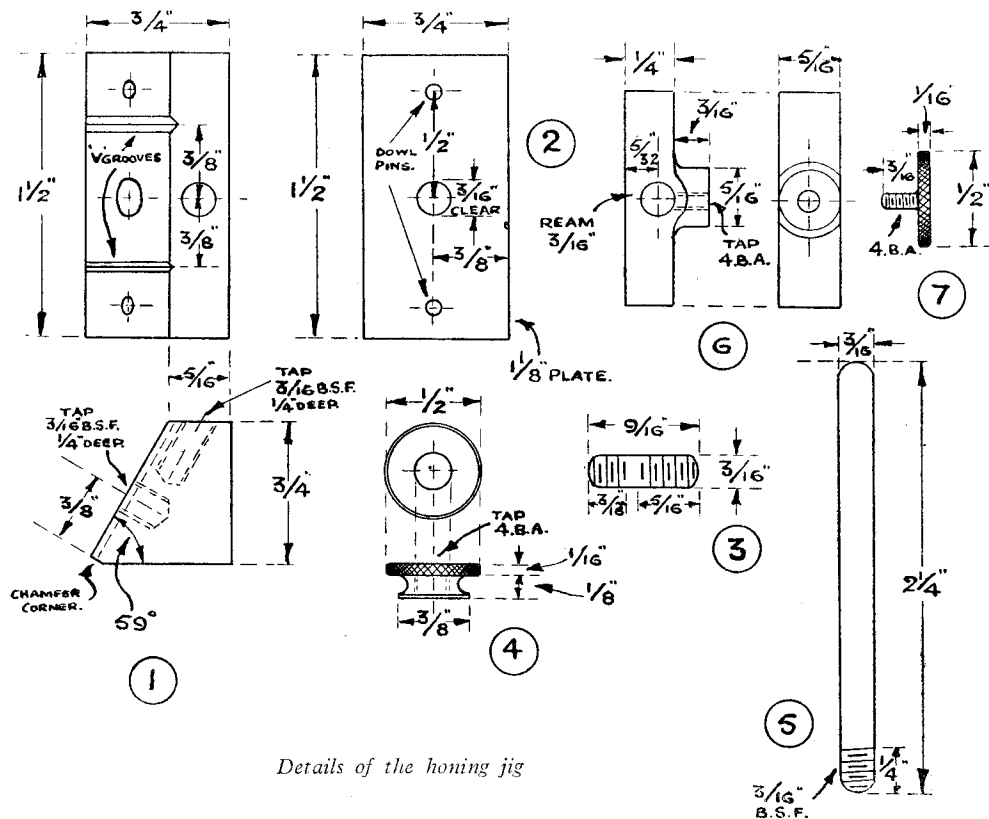 3/4"
1 1/2"
"V" GROOVES
3/8"
3/8"
5/16"
TAP
3/16 B.S.F.
1/4" DEEP
TAP
3/16" B.S.F.
1/4" DEEP.
3/8"
3/4"
CHAMFER
CORNER.
59°
1
3/4"
1 1/2"
DOWL
PINS.
1/2"
3/16"
CLEAR
3/8"
2
1 1/8" PLATE.
1/2"
TAP
4.B.A.
1/16"
1/8"
3/8"
4
9/16"
3/16"
3/16"
5/16"
3
1/4"
3/16"
5/32
5/16"
REAM
3/16"
TAP
4.B.A.
5/16"
6
1/16"
3/16"
1/2"
4.B.A.
7
3/16"
2 1/4"
1/4"
3/16"
B.S.F.
5
Details of the honing jig